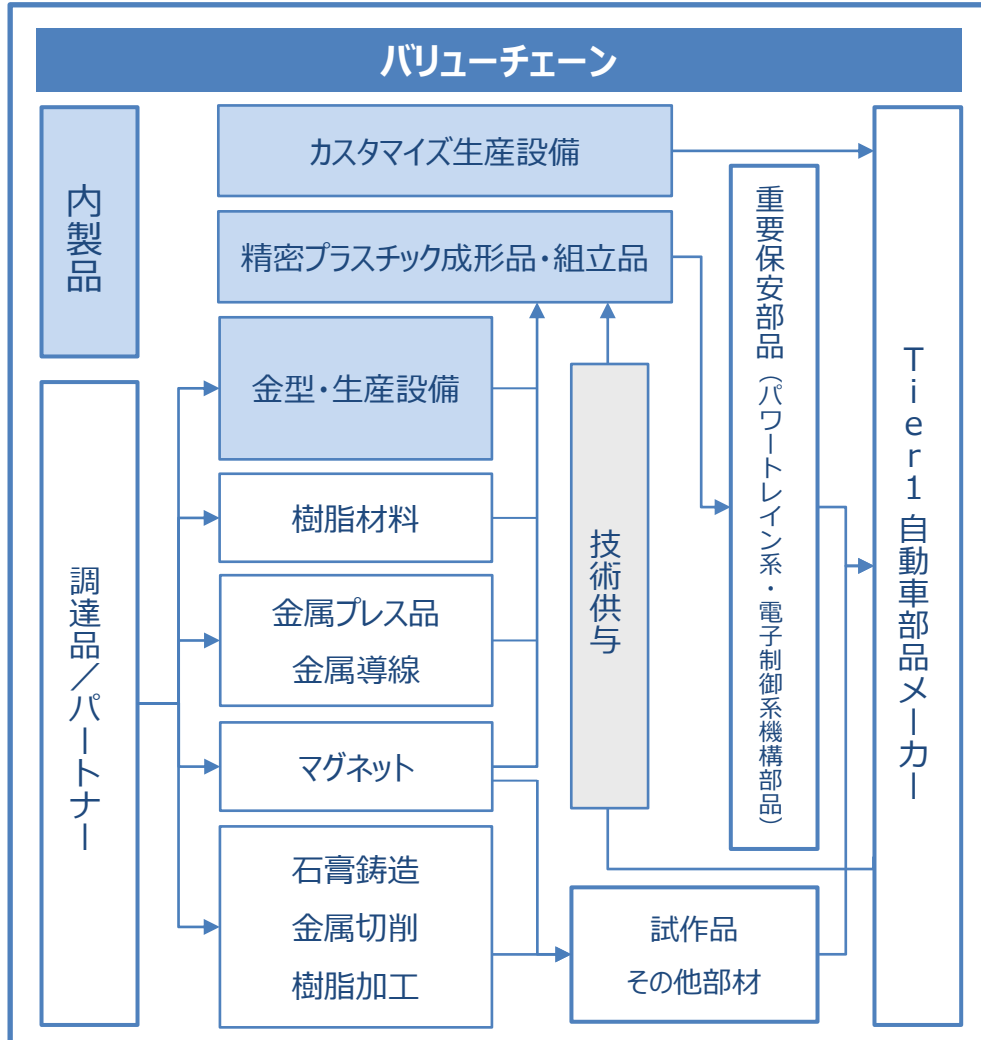 バリューチェーン
内製品
カスタマイズ生産設備
精密プラスチック成形品・組立品
金型・生産設備
調達品／パートナー
樹脂材料
金属プレス品
金属導線
マグネット
石膏鋳造
金属切削
樹脂加工
技術供与
重要保安部品（パワートレイン系・電子制御系機構部品）
試作品
その他部材
Tier1自動車部品メーカー